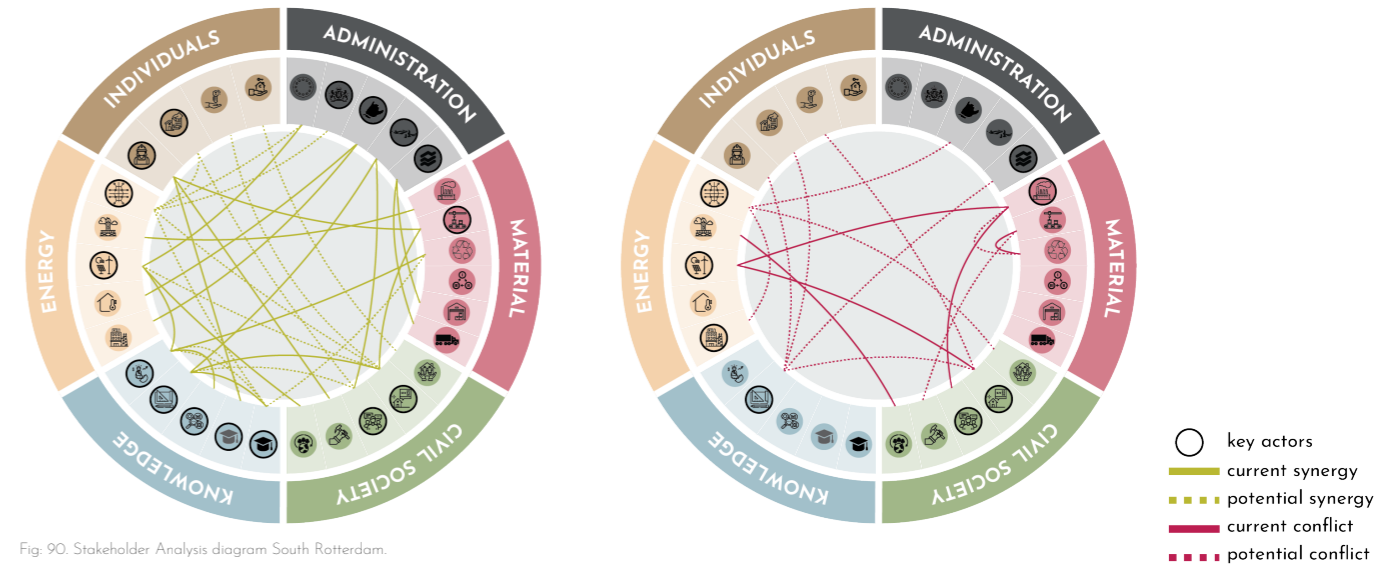 INDIVIDUALS
ADMINISTRATION
ENERGY
MATERIAL
KNOWLEDGE
CIVIL SOCIETY
INDIVIDUALS
ADMINISTRATION
ENERGY
MATERIAL
KNOWLEDGE
CIVIL SOCIETY
key actors
current synergy
potential synergy
current conflict
potential conflict
Fig: 90. Stakeholder Analysis diagram South Rotterdam.